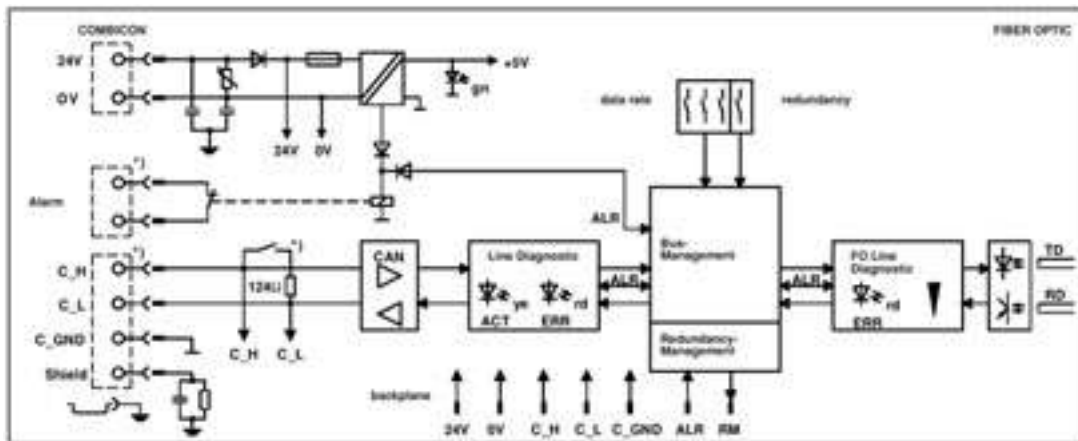 COMBICON
FIBER OPTIC
24V
+5V
gn
0V
data rate
redundancy
24V 0V
*)
Alarm
ALR
*)
C_H
*)
CAN
Line Diagnostic
Bus-
Management
FO Line
Diagnostic
TD
124Ω
ALR
ALR
C_L
ye
rd
rd
RD
ACT
ERR
ERR
C_GND
C_H
C_L
Redundancy-
Management
Shield
backplane
24V 0V C_H C_L C_GND ALR RM